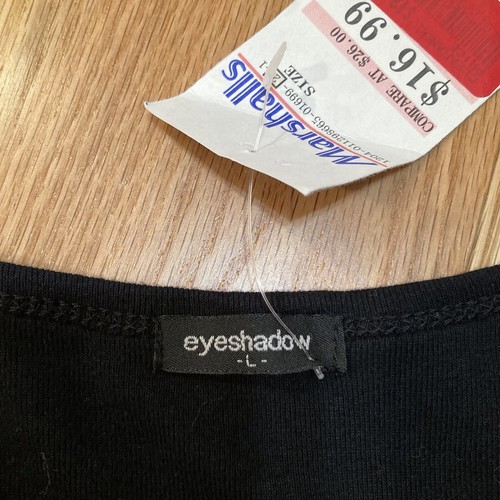 $16.99
COMPARE AT $26.00
Marshalls
SIZE
eyeshadow
- L -